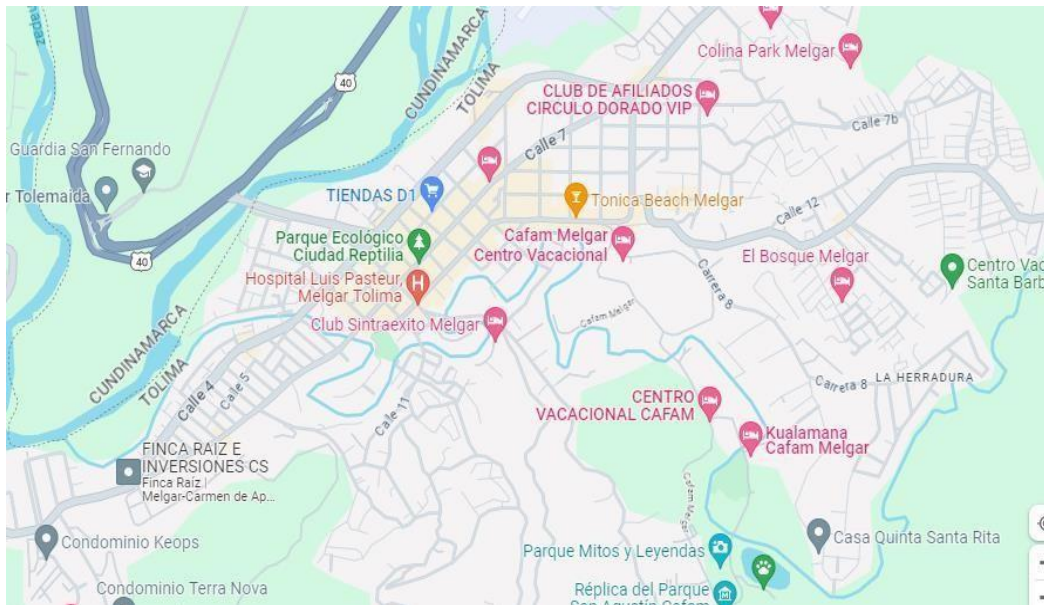 napaz
40
CUNDINAMARCA
TOLIMA
Colina Park Melgar
CLUB DE AFILIADOS
CIRCULO DORADO VIP
Calle 7b
Calle 7
Guardia San Fernando
r Tolemaida
TIENDAS D1
Tonica Beach Melgar
Calle 12
Parque Ecológico
Ciudad Reptilia
Cafam Melgar
Centro Vacacional
40
El Bosque Melgar
Hospital Luis Pasteur,
Melgar Tolima
H
Centro Vac
Santa Barb
Carrera 8
Club Sintraexito Melgar
Cafam Melgar
CUNDINAMARCA
TOLIMA
Calle 4
Calle 5
Carrera 8
LA HERRADURA
Calle 11
CENTRO
VACACIONAL CAFAM
Kualamana
Cafam Melgar
FINCA RAIZ E
INVERSIONES CS
Finca Raíz |
Melgar-Carmen de Ap...
Cafam Melgar
Condominio Keops
Parque Mitos y Leyendas
Casa Quinta Santa Rita
Condominio Terra Nova
Réplica del Parque
San Agustín Cafam